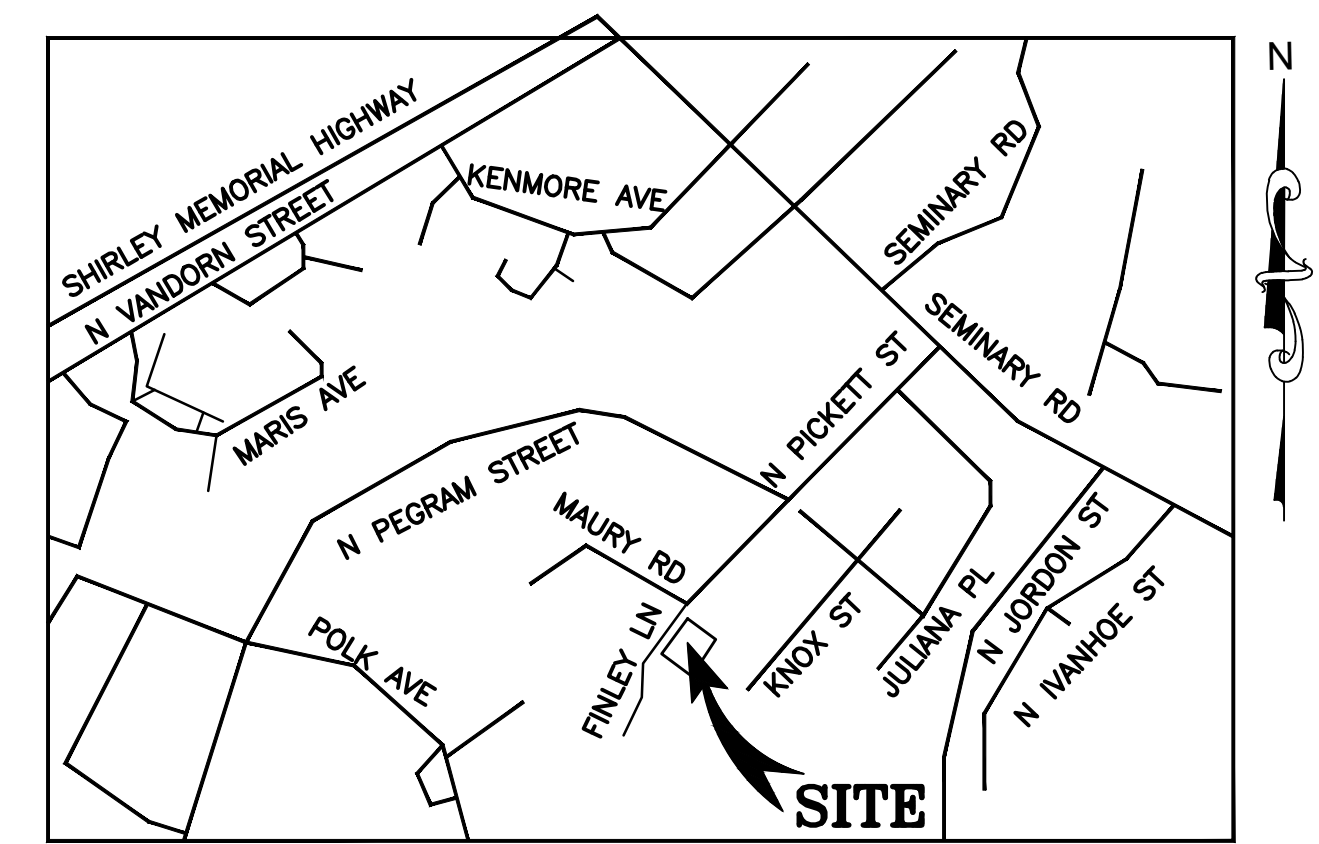 N
SHIRLEY MEMORIAL HIGHWAY
N VANDORN STREET
KENMORE AVE
SEMINARY RD
SEMINARY RD
MARIS AVE
N PICKETT ST
N PEGRAM STREET
MAURY RD
FINLEY LN
POLK AVE
KNOX ST
JULIANA PL
N JORDON ST
N IVANHOE ST
SITE